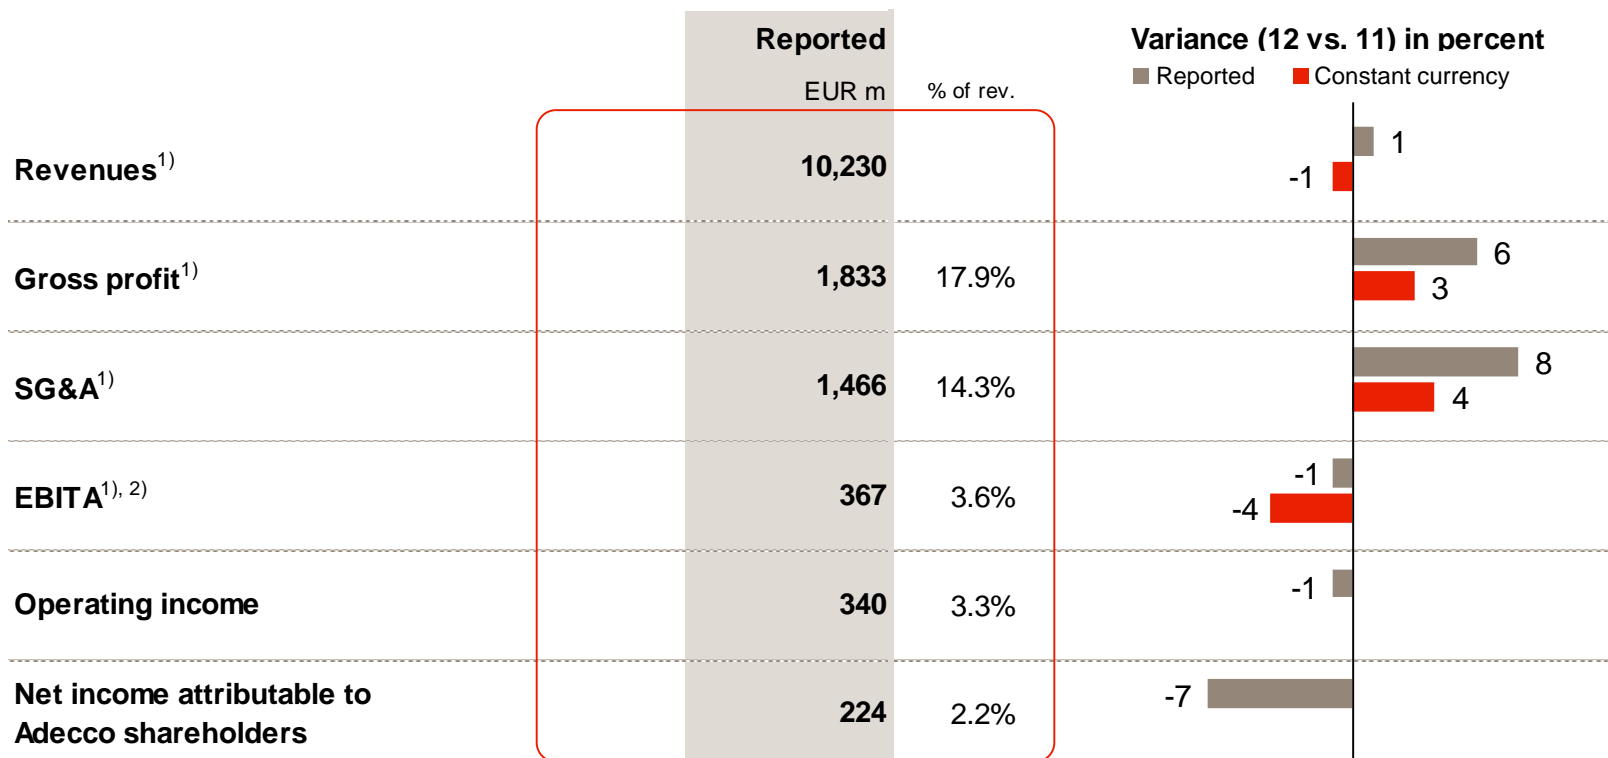 Reported
Variance (12 vs. 11) in percent
EUR m
% of rev.
Reported
Constant currency
Revenues1)
10,230
1
-1
Gross profit1)
1,833
17.9%
6
3
SG&A1)
1,466
14.3%
8
4
EBITA1), 2)
367
3.6%
-1
-4
Operating income
340
3.3%
-1
Net income attributable to
Adecco shareholders
224
2.2%
-7